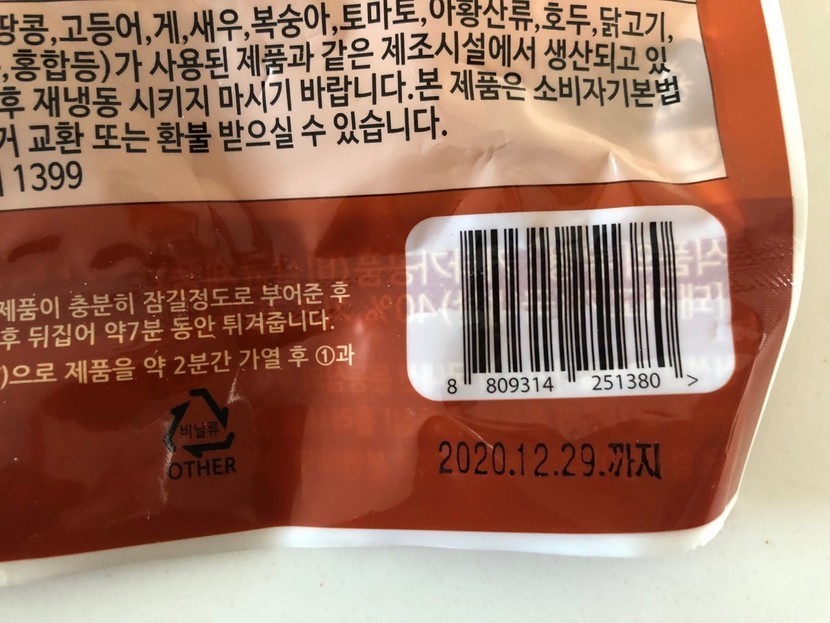 땅콩,고등어,게,새우,복숭아,토마토,아황산류,호두,닭고기,
,홍합등)가 사용된 제품과 같은 제조시설에서 생산되고 있
후 재냉동 시키지 마시기 바랍니다.본 제품은 소비자기본법
거 교환 또는 환불 받으실 수 있습니다.
1399
제품이 충분히 잠길정도로 부어준 후
후 뒤집어 약7분 동안 튀겨줍니다.
)으로 제품을 약 2분간 가열 후 ①과
비닐류
OTHER
8 809314 251380 >
2020.12.29.까지